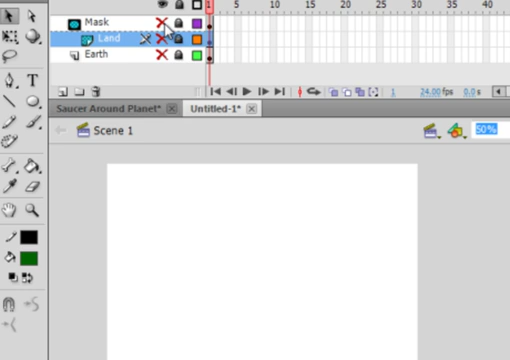 1 5 10 15 20 25 30 35 40
Mask
Land
Earth
1 24.00 fps 0.0 s
Saucer Around Planet* Untitled-1*
Scene 1 50%
T